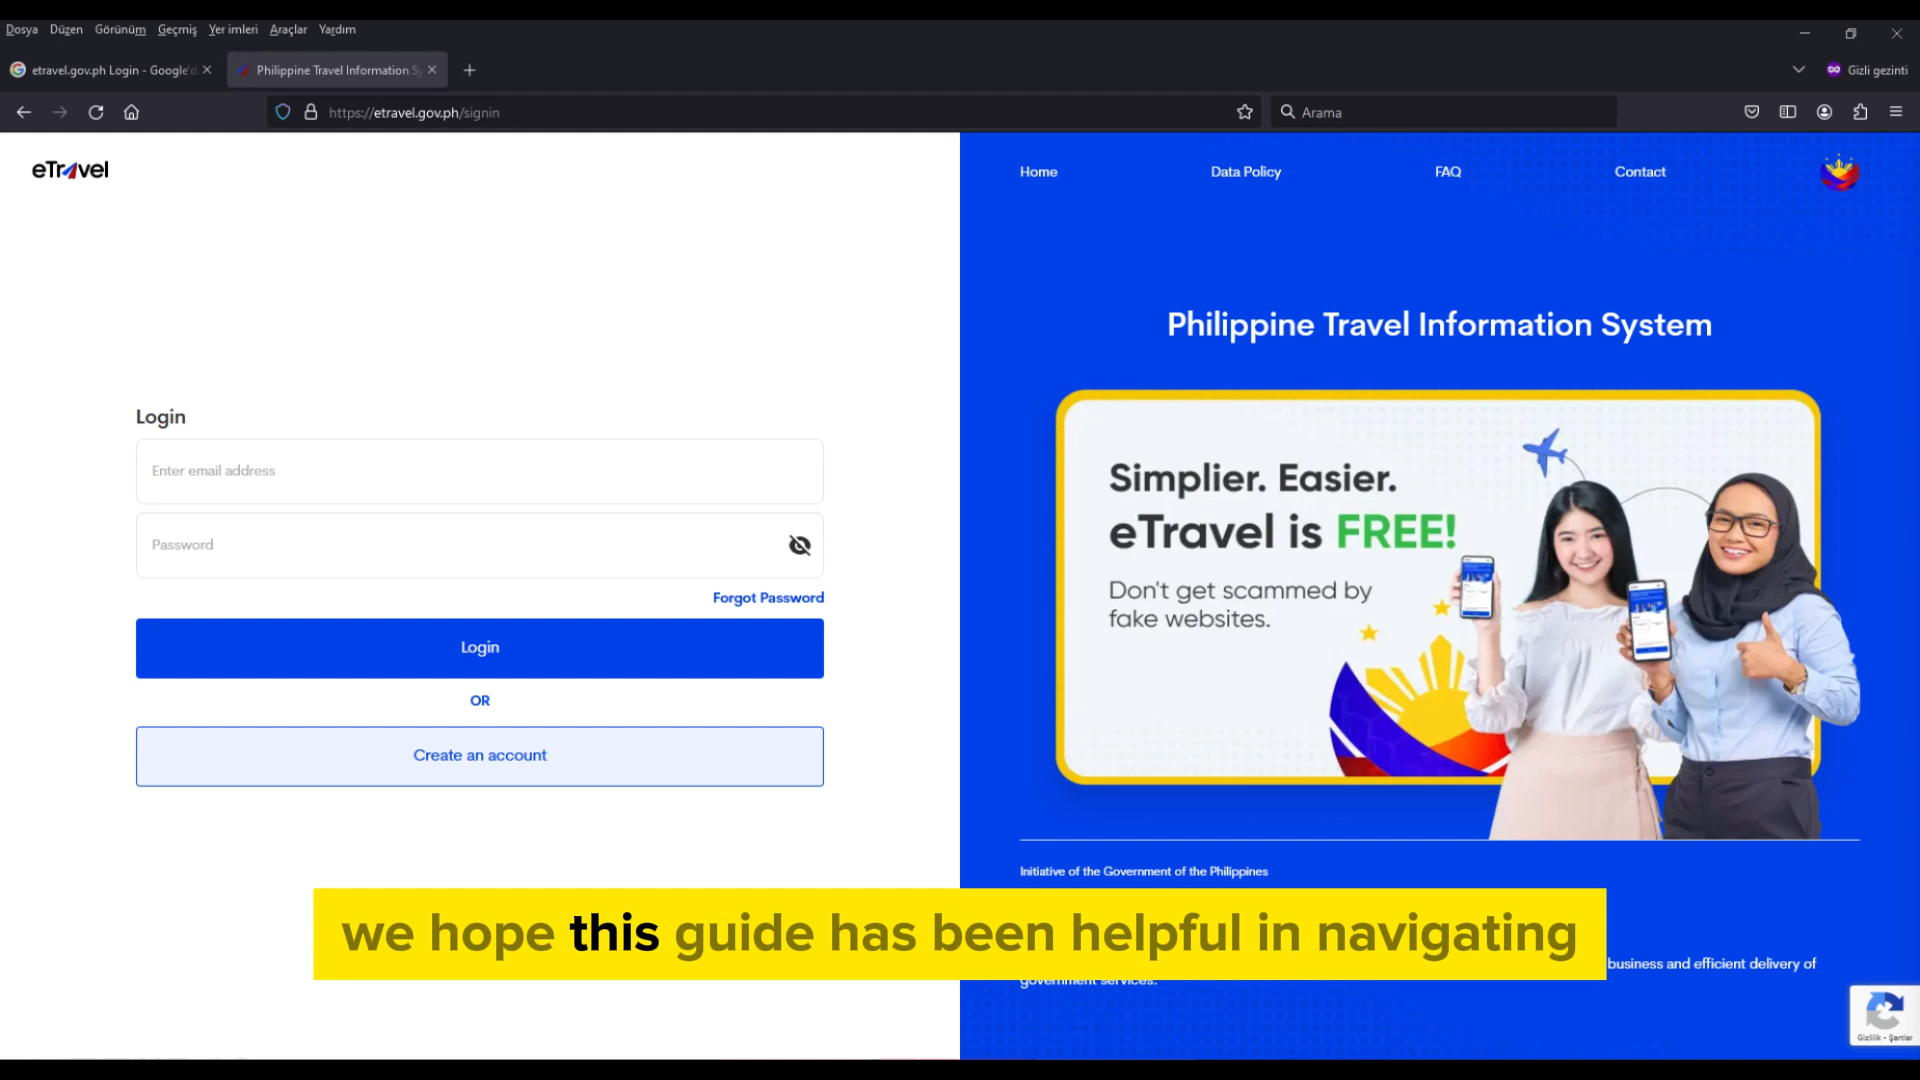 Dosya Düzen Görünüm Geçmiş Yer imleri Araçlar Yardım
etravel.gov.ph Login - Google'd
Philippine Travel Information Sy
Gizli gezinti
https://etravel.gov.ph/signin
Arama
eTravel
Home Data Policy FAQ Contact
Philippine Travel Information System
Login
Enter email address
Password
Forgot Password
Login
OR
Create an account
Simplier. Easier.
eTravel is FREE!
Don't get scammed by
fake websites.
Initiative of the Government of the Philippines
we hope this guide has been helpful in navigating
business and efficient delivery of
government services.
Gizlilik - Şartlar